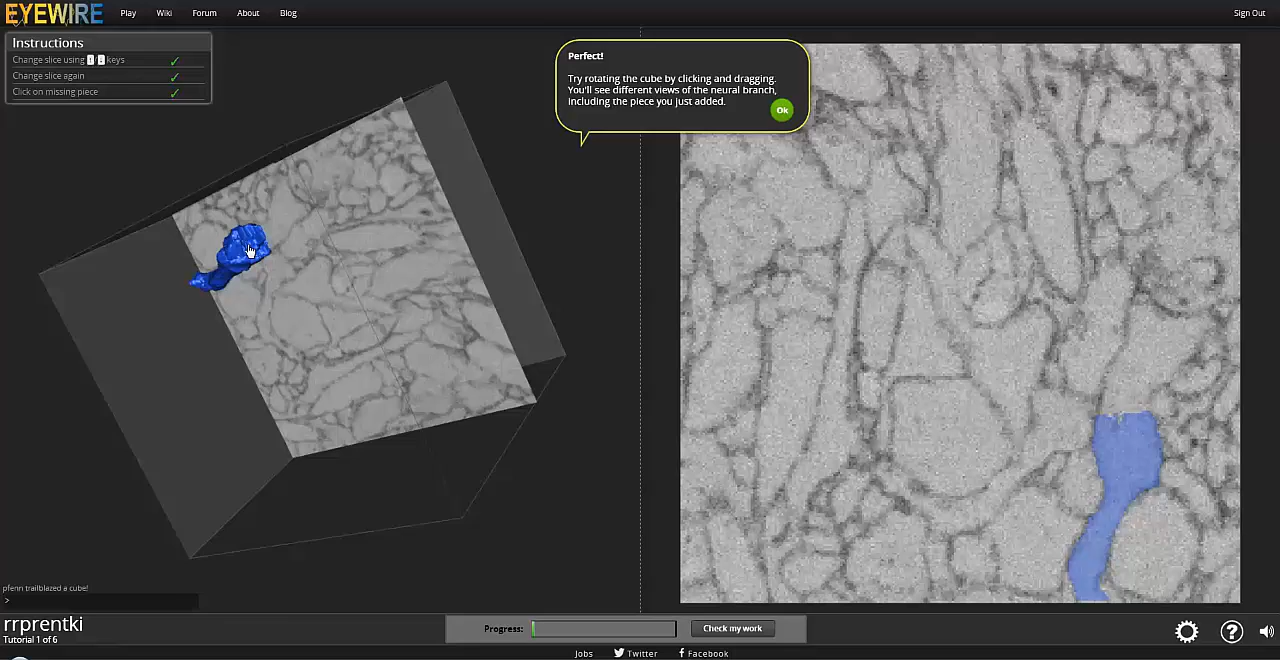 EYEWIRE Play Wiki Forum About Blog Sign Out
Instructions
Change slice using keys
Change slice again
Click on missing piece
Perfect!
Try rotating the cube by clicking and dragging.
You'll see different views of the neural branch,
including the piece you just added.
Ok
pfenn trailblazed a cube!
>
rrprentki
Tutorial 1 of 6
Progress: Check my work
?
Jobs Twitter Facebook